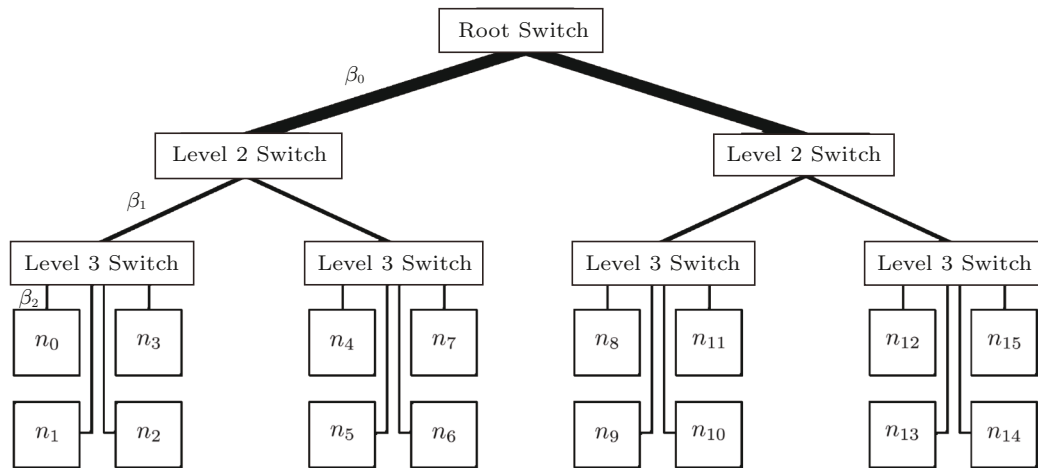 Root Switch
β₀
Level 2 Switch Level 2 Switch
β₁
Level 3 Switch Level 3 Switch Level 3 Switch Level 3 Switch
β₂
n₀ n₃ n₄ n₇ n₈ n₁₁ n₁₂ n₁₅
n₁ n₂ n₅ n₆ n₉ n₁₀ n₁₃ n₁₄